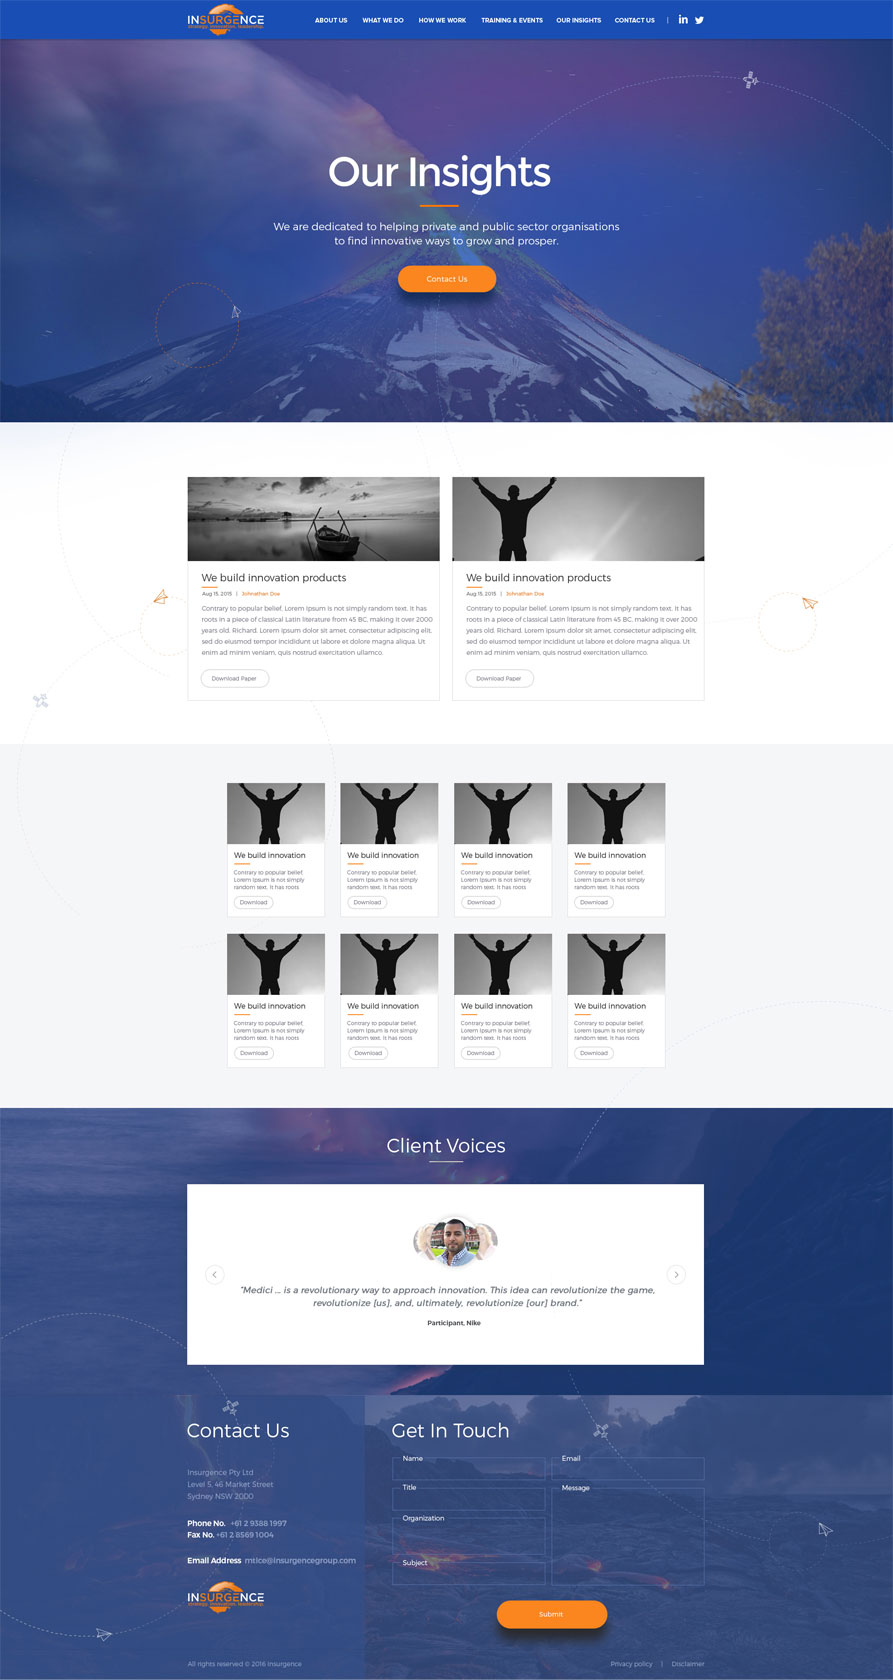 INSURGENCE
strategy. innovation. leadership.
ABOUT US WHAT WE DO HOW WE WORK TRAINING & EVENTS OUR INSIGHTS CONTACT US | in
Our Insights
We are dedicated to helping private and public sector organisations
to find innovative ways to grow and prosper.
Contact Us
We build innovation products
Aug 15, 2015 | Johnathan Doe
Contrary to popular belief, Lorem Ipsum is not simply random text. It has
roots in a piece of classical Latin literature from 45 BC, making it over 2000
years old. Richard. Lorem ipsum dolor sit amet, consectetur adipiscing elit,
sed do eiusmod tempor incididunt ut labore et dolore magna aliqua. Ut
enim ad minim veniam, quis nostrud exercitation ullamco.
Download Paper
We build innovation products
Aug 15, 2015 | Johnathan Doe
Contrary to popular belief, Lorem Ipsum is not simply random text. It has
roots in a piece of classical Latin literature from 45 BC, making it over 2000
years old. Richard. Lorem ipsum dolor sit amet, consectetur adipiscing elit,
sed do eiusmod tempor incididunt ut labore et dolore magna aliqua. Ut
enim ad minim veniam, quis nostrud exercitation ullamco.
Download Paper
We build innovation
Contrary to popular belief,
Lorem Ipsum is not simply
random text. It has roots
Download
We build innovation
Contrary to popular belief,
Lorem Ipsum is not simply
random text. It has roots
Download
We build innovation
Contrary to popular belief,
Lorem Ipsum is not simply
random text. It has roots
Download
We build innovation
Contrary to popular belief,
Lorem Ipsum is not simply
random text. It has roots
Download
We build innovation
Contrary to popular belief,
Lorem Ipsum is not simply
random text. It has roots
Download
We build innovation
Contrary to popular belief,
Lorem Ipsum is not simply
random text. It has roots
Download
We build innovation
Contrary to popular belief,
Lorem Ipsum is not simply
random text. It has roots
Download
We build innovation
Contrary to popular belief,
Lorem Ipsum is not simply
random text. It has roots
Download
Client Voices
“Medici ... is a revolutionary way to approach innovation. This idea can revolutionize the game,
revolutionize [us], and, ultimately, revolutionize [our] brand.”
Participant, Nike
Contact Us
Insurgence Pty Ltd
Level 5, 46 Market Street
Sydney NSW 2000
Phone No. +61 2 9388 1997
Fax No. +61 2 8569 1004
Email Address mtice@insurgencegroup.com
INSURGENCE
strategy. innovation. leadership.
Get In Touch
Name
Email
Title
Message
Organization
Subject
Submit
All rights reserved © 2016 Insurgence
Privacy policy | Disclaimer